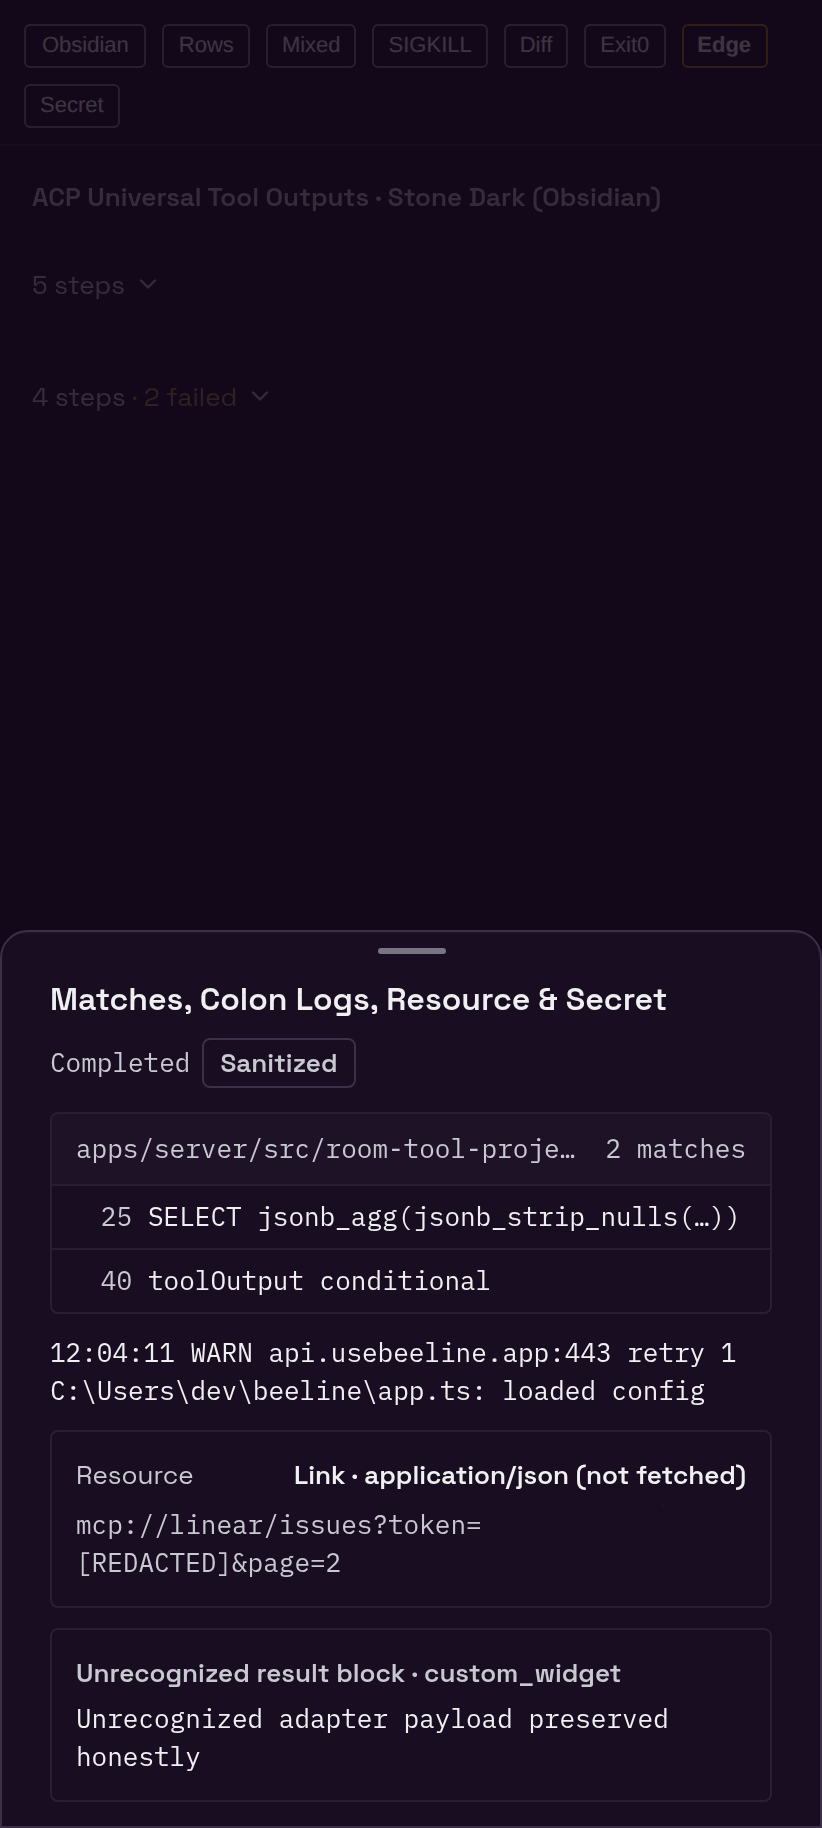 Obsidian Rows Mixed SIGKILL Diff Exit0 Edge
Secret
ACP Universal Tool Outputs · Stone Dark (Obsidian)
5 steps
4 steps · 2 failed
Matches, Colon Logs, Resource & Secret
Completed Sanitized
apps/server/src/room-tool-proje… 2 matches
25 SELECT jsonb_agg(jsonb_strip_nulls(…))
40 toolOutput conditional
12:04:11 WARN api.usebeeline.app:443 retry 1
C:\Users\dev\beeline\app.ts: loaded config
Resource Link · application/json (not fetched)
mcp://linear/issues?token=
[REDACTED]&page=2
Unrecognized result block · custom_widget
Unrecognized adapter payload preserved
honestly